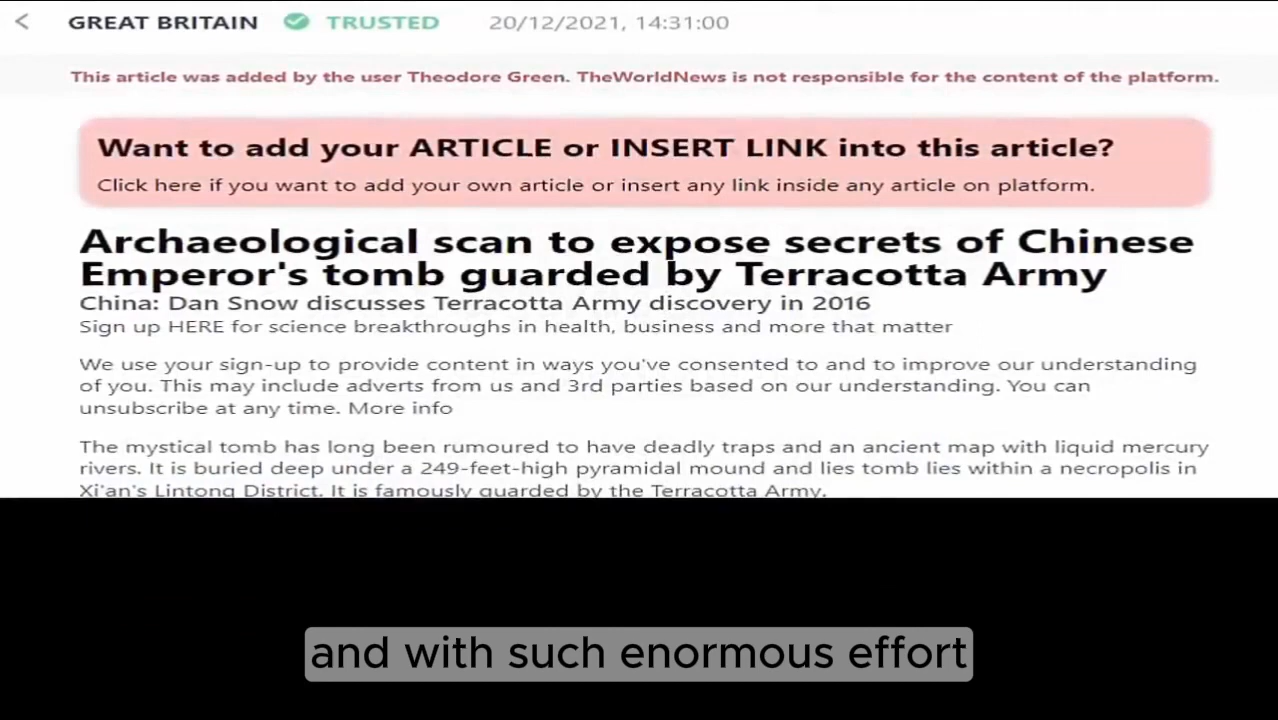 < GREAT BRITAIN TRUSTED 20/12/2021, 14:31:00
This article was added by the user Theodore Green. TheWorldNews is not responsible for the content of the platform.
Want to add your ARTICLE or INSERT LINK into this article?
Click here if you want to add your own article or insert any link inside any article on platform.
Archaeological scan to expose secrets of Chinese
Emperor's tomb guarded by Terracotta Army
China: Dan Snow discusses Terracotta Army discovery in 2016
Sign up HERE for science breakthroughs in health, business and more that matter
We use your sign-up to provide content in ways you've consented to and to improve our understanding
of you. This may include adverts from us and 3rd parties based on our understanding. You can
unsubscribe at any time. More info
The mystical tomb has long been rumoured to have deadly traps and an ancient map with liquid mercury
rivers. It is buried deep under a 249-feet-high pyramidal mound and lies tomb lies within a necropolis in
Xi'an's Lintong District. It is famously guarded by the Terracotta Army.
and with such enormous effort